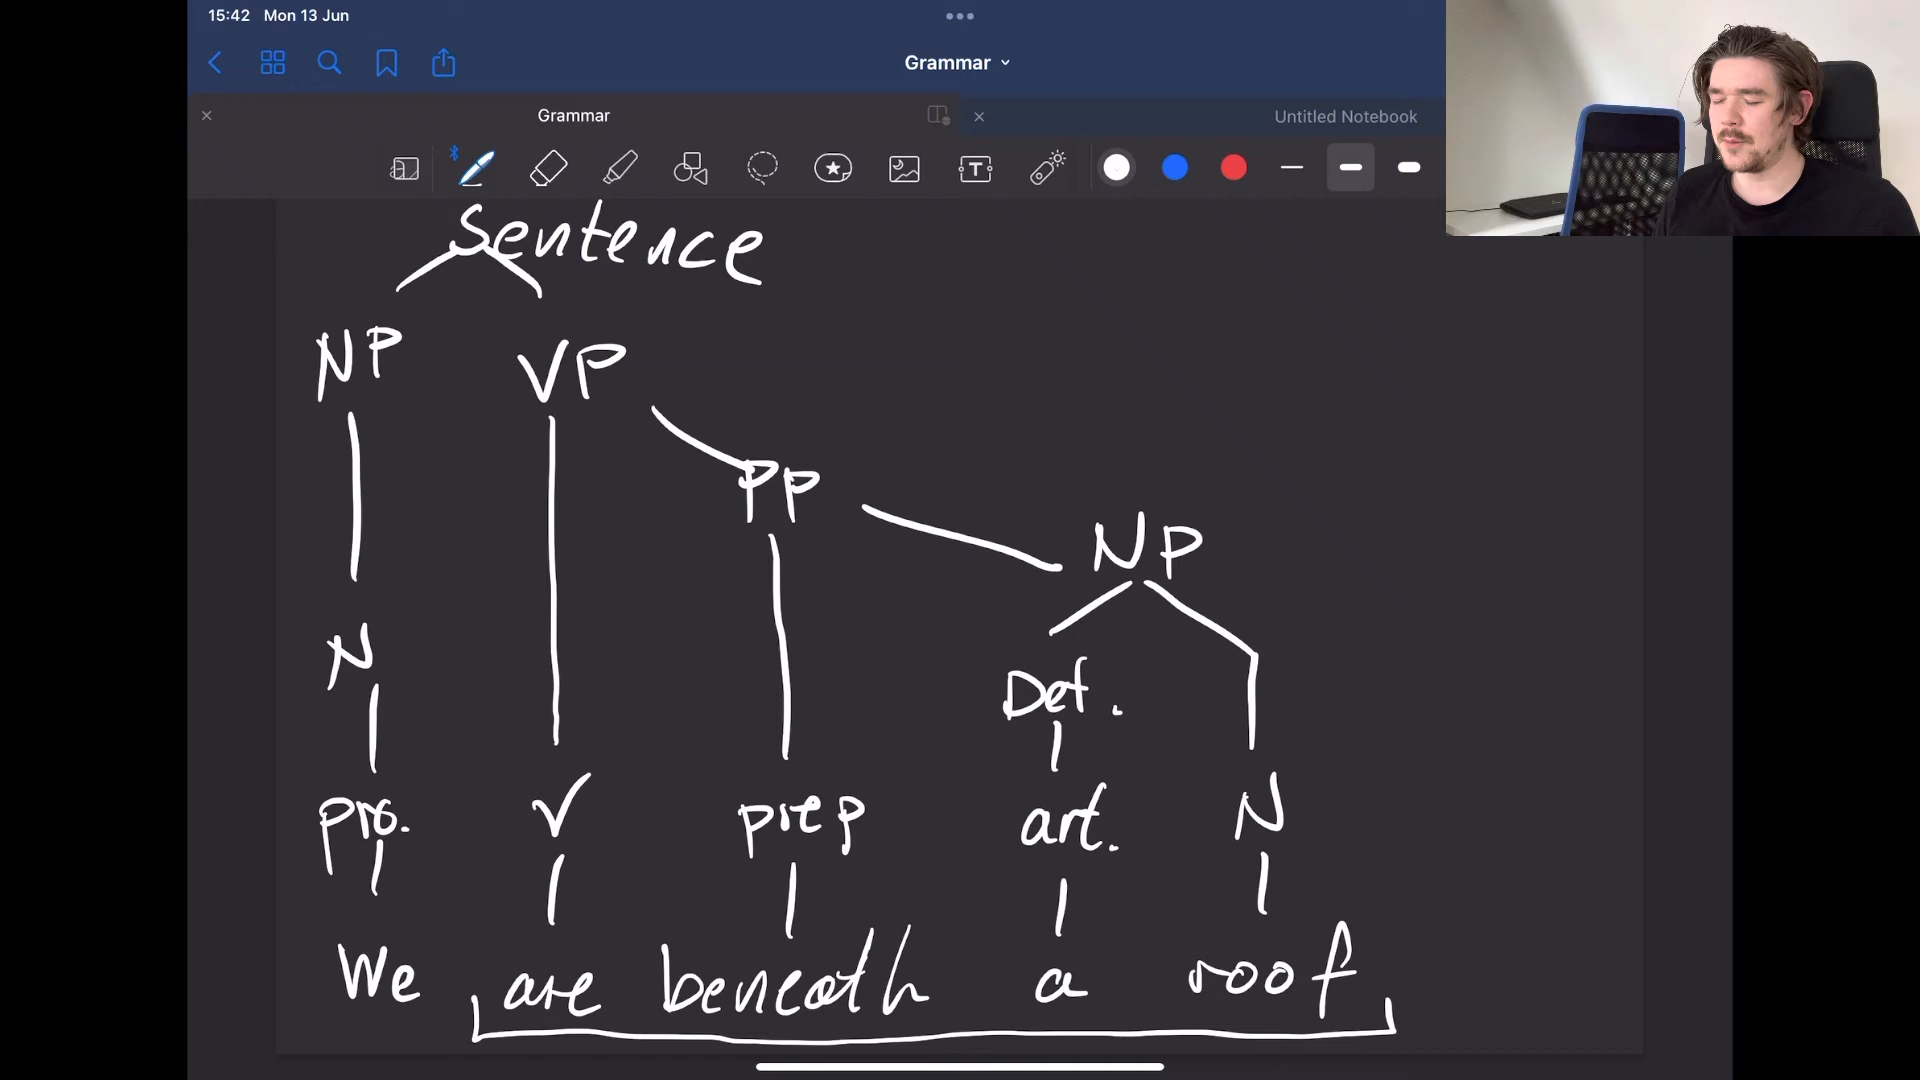 15:42 Mon 13 Jun
Grammar
Grammar Untitled Notebook
T
Sentence
NP VP
PP
NP
N
Det.
pro. V prep art. N
We are beneath a roof